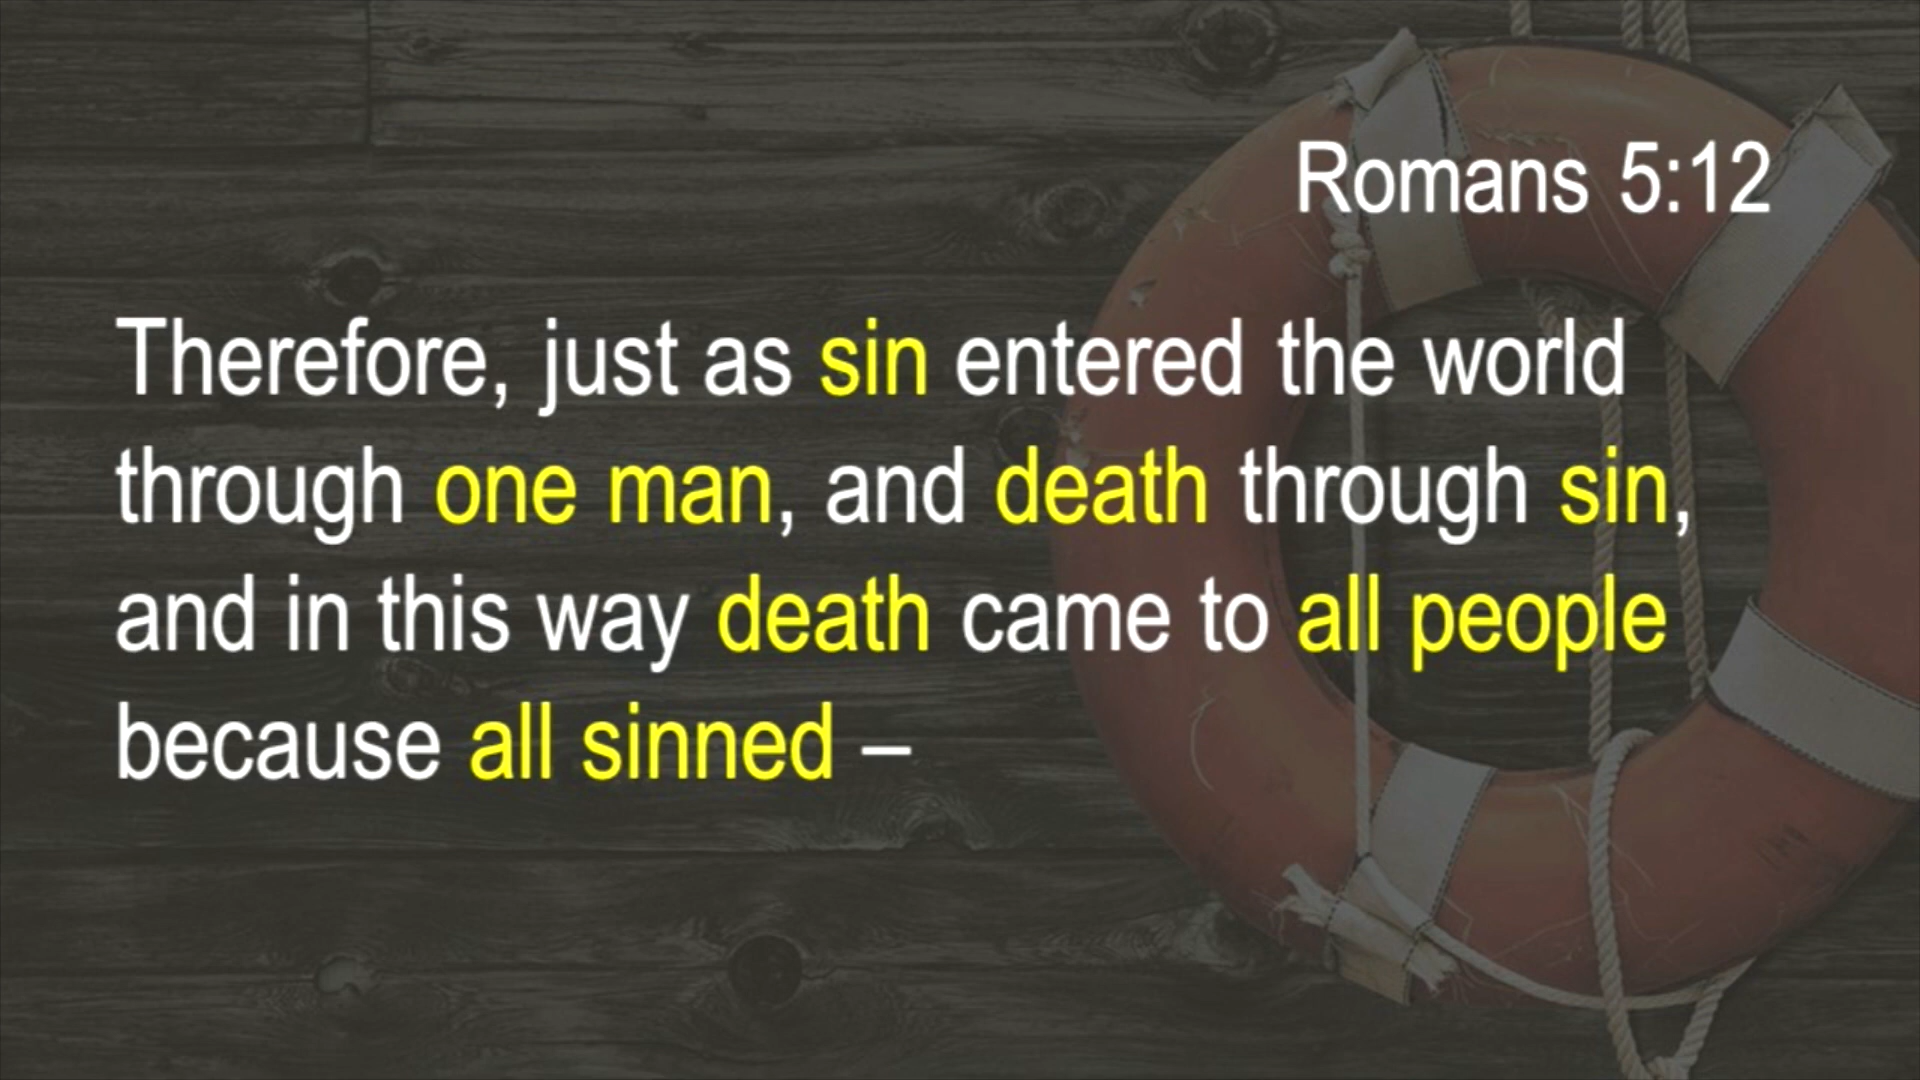 Romans 5:12
Therefore, just as sin entered the world
through one man, and death through sin,
and in this way death came to all people
because all sinned –